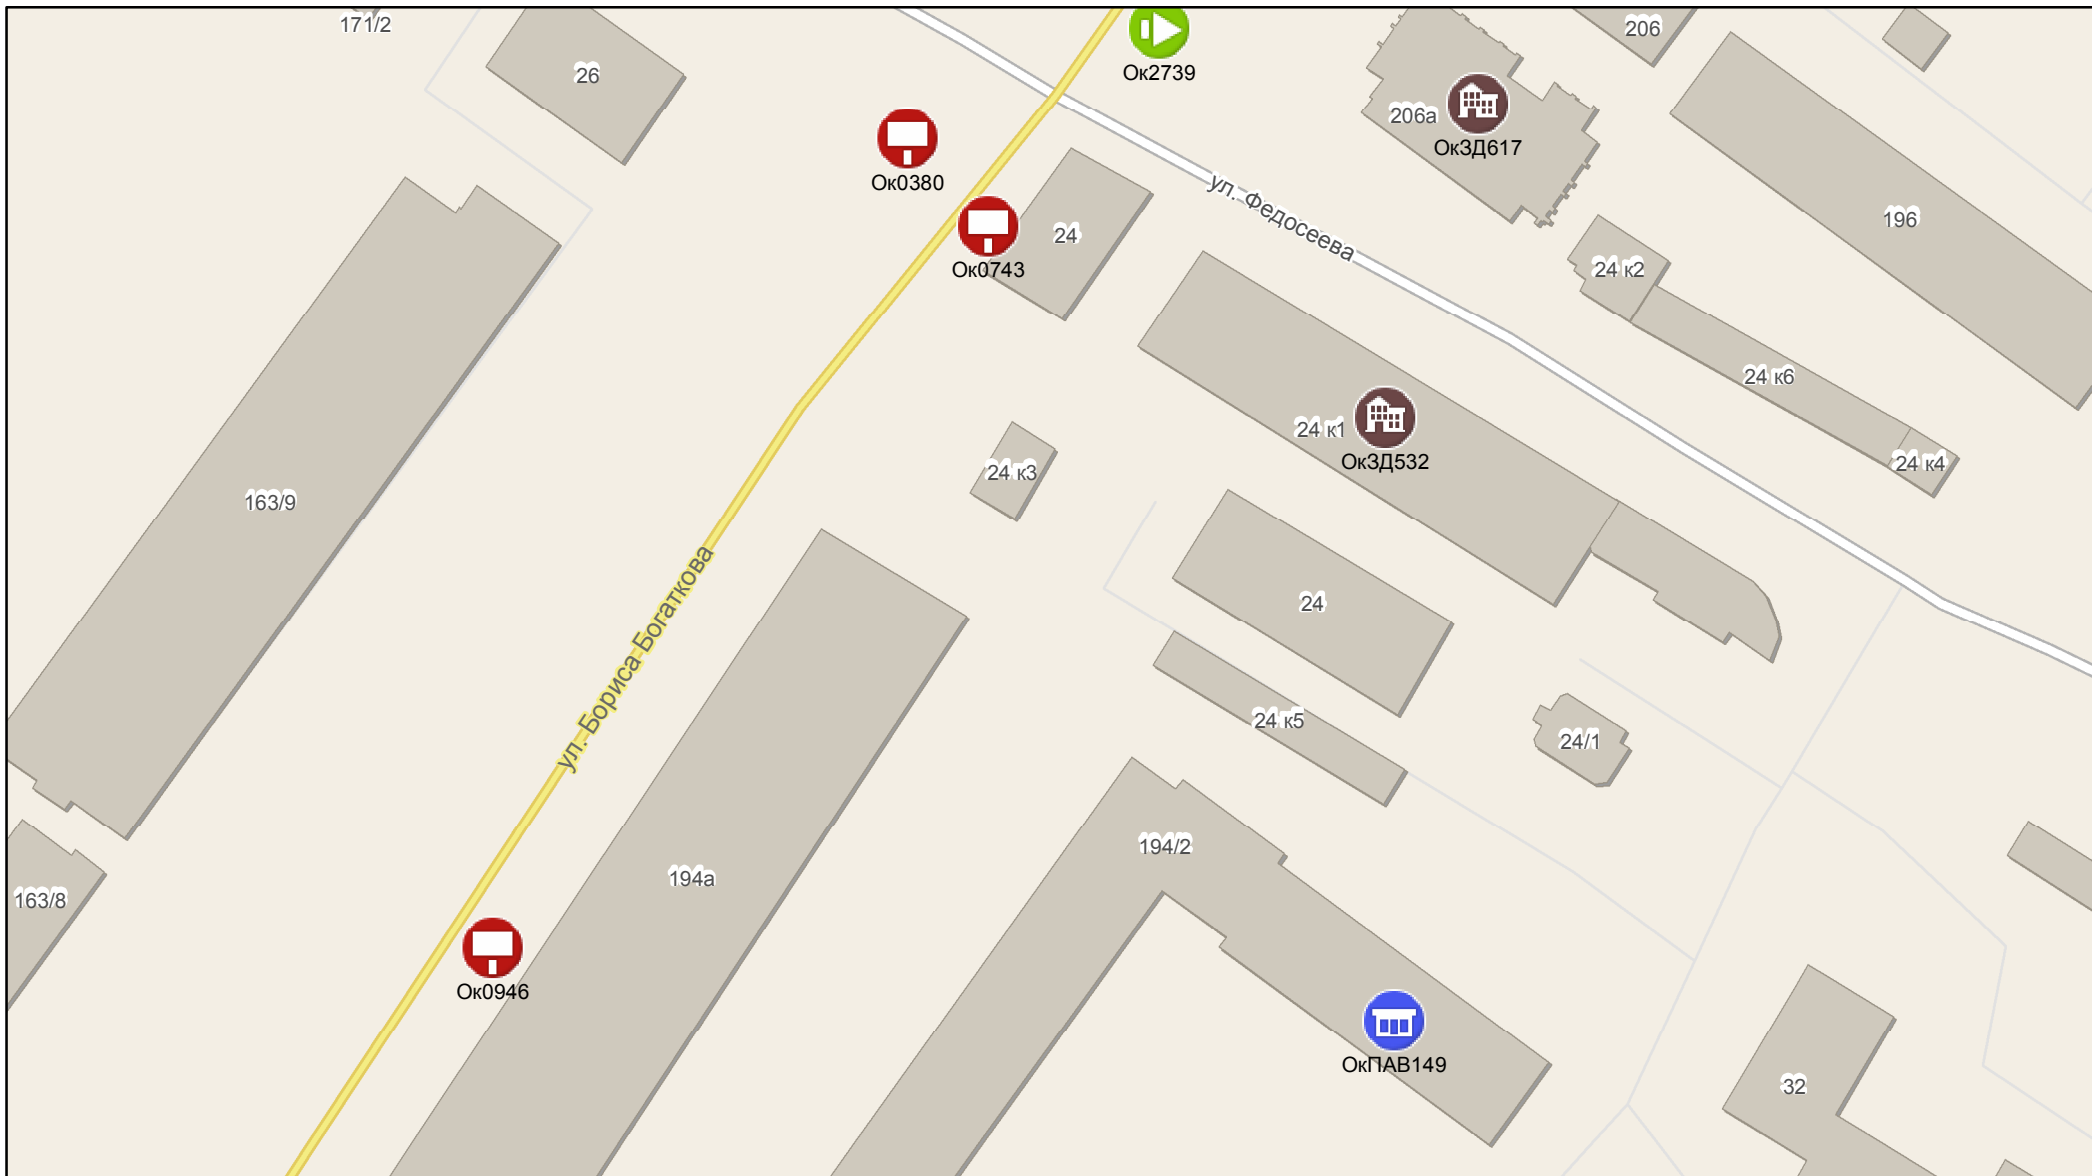 171/2
26
Ок2739
206
206а
ОкЗД617
Ок0380
ул. Федосеева
196
Ок0743
24
24 к2
24 к6
24 к1
ОкЗД532
24 к4
24 к3
163/9
ул. Бориса Богаткова
24
24 к5
24/1
194/2
194а
163/8
Ок0946
ОкПАВ149
32